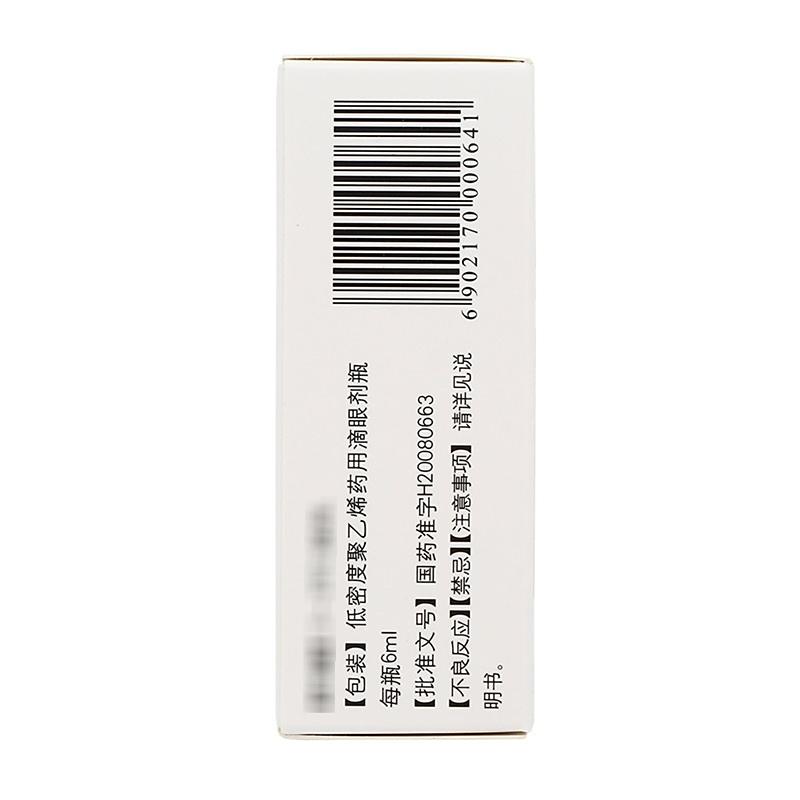 【包装】低密度聚乙烯药用滴眼剂瓶
每瓶6ml
【批准文号】国药准字H20080663
【不良反应】【禁忌】【注意事项】请详见说
明书。
6902170000641